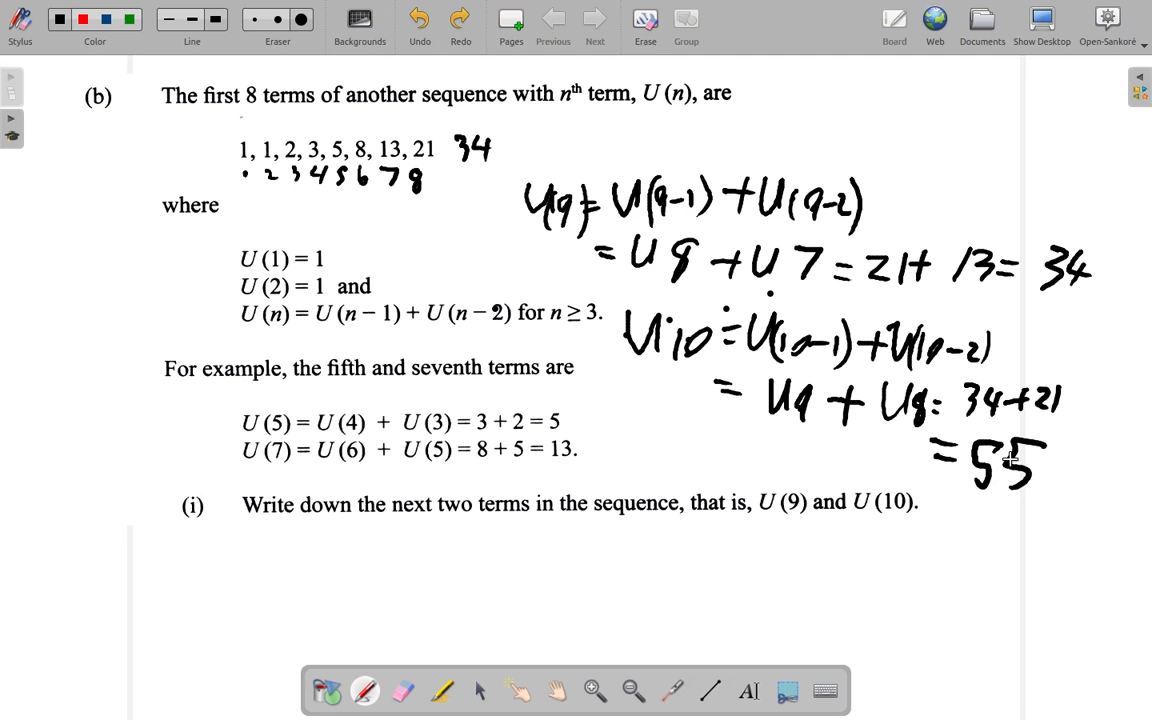 Stylus
Color
Line
Eraser
Backgrounds
Undo
Redo
Pages
Previous
Next
Erase
Group
Board
Web
Documents
Show Desktop
Open-Sankoré
(b) The first 8 terms of another sequence with nth term, U (n), are
1, 1, 2, 3, 5, 8, 13, 21 34
2 3 4 5 6 7 8
where
U (1) = 1
U (2) = 1 and
U (n) = U (n − 1) + U (n − 2) for n ≥ 3.
For example, the fifth and seventh terms are
U (5) = U (4) + U (3) = 3 + 2 = 5
U (7) = U (6) + U (5) = 8 + 5 = 13.
(i) Write down the next two terms in the sequence, that is, U (9) and U (10).
U(9) = U(9-1) + U(9-2)
= U8 + U7 = 21 + 13 = 34
U10 = U(10-1) + U(10-2)
= U9 + U8 = 34 + 21
= 55
AI